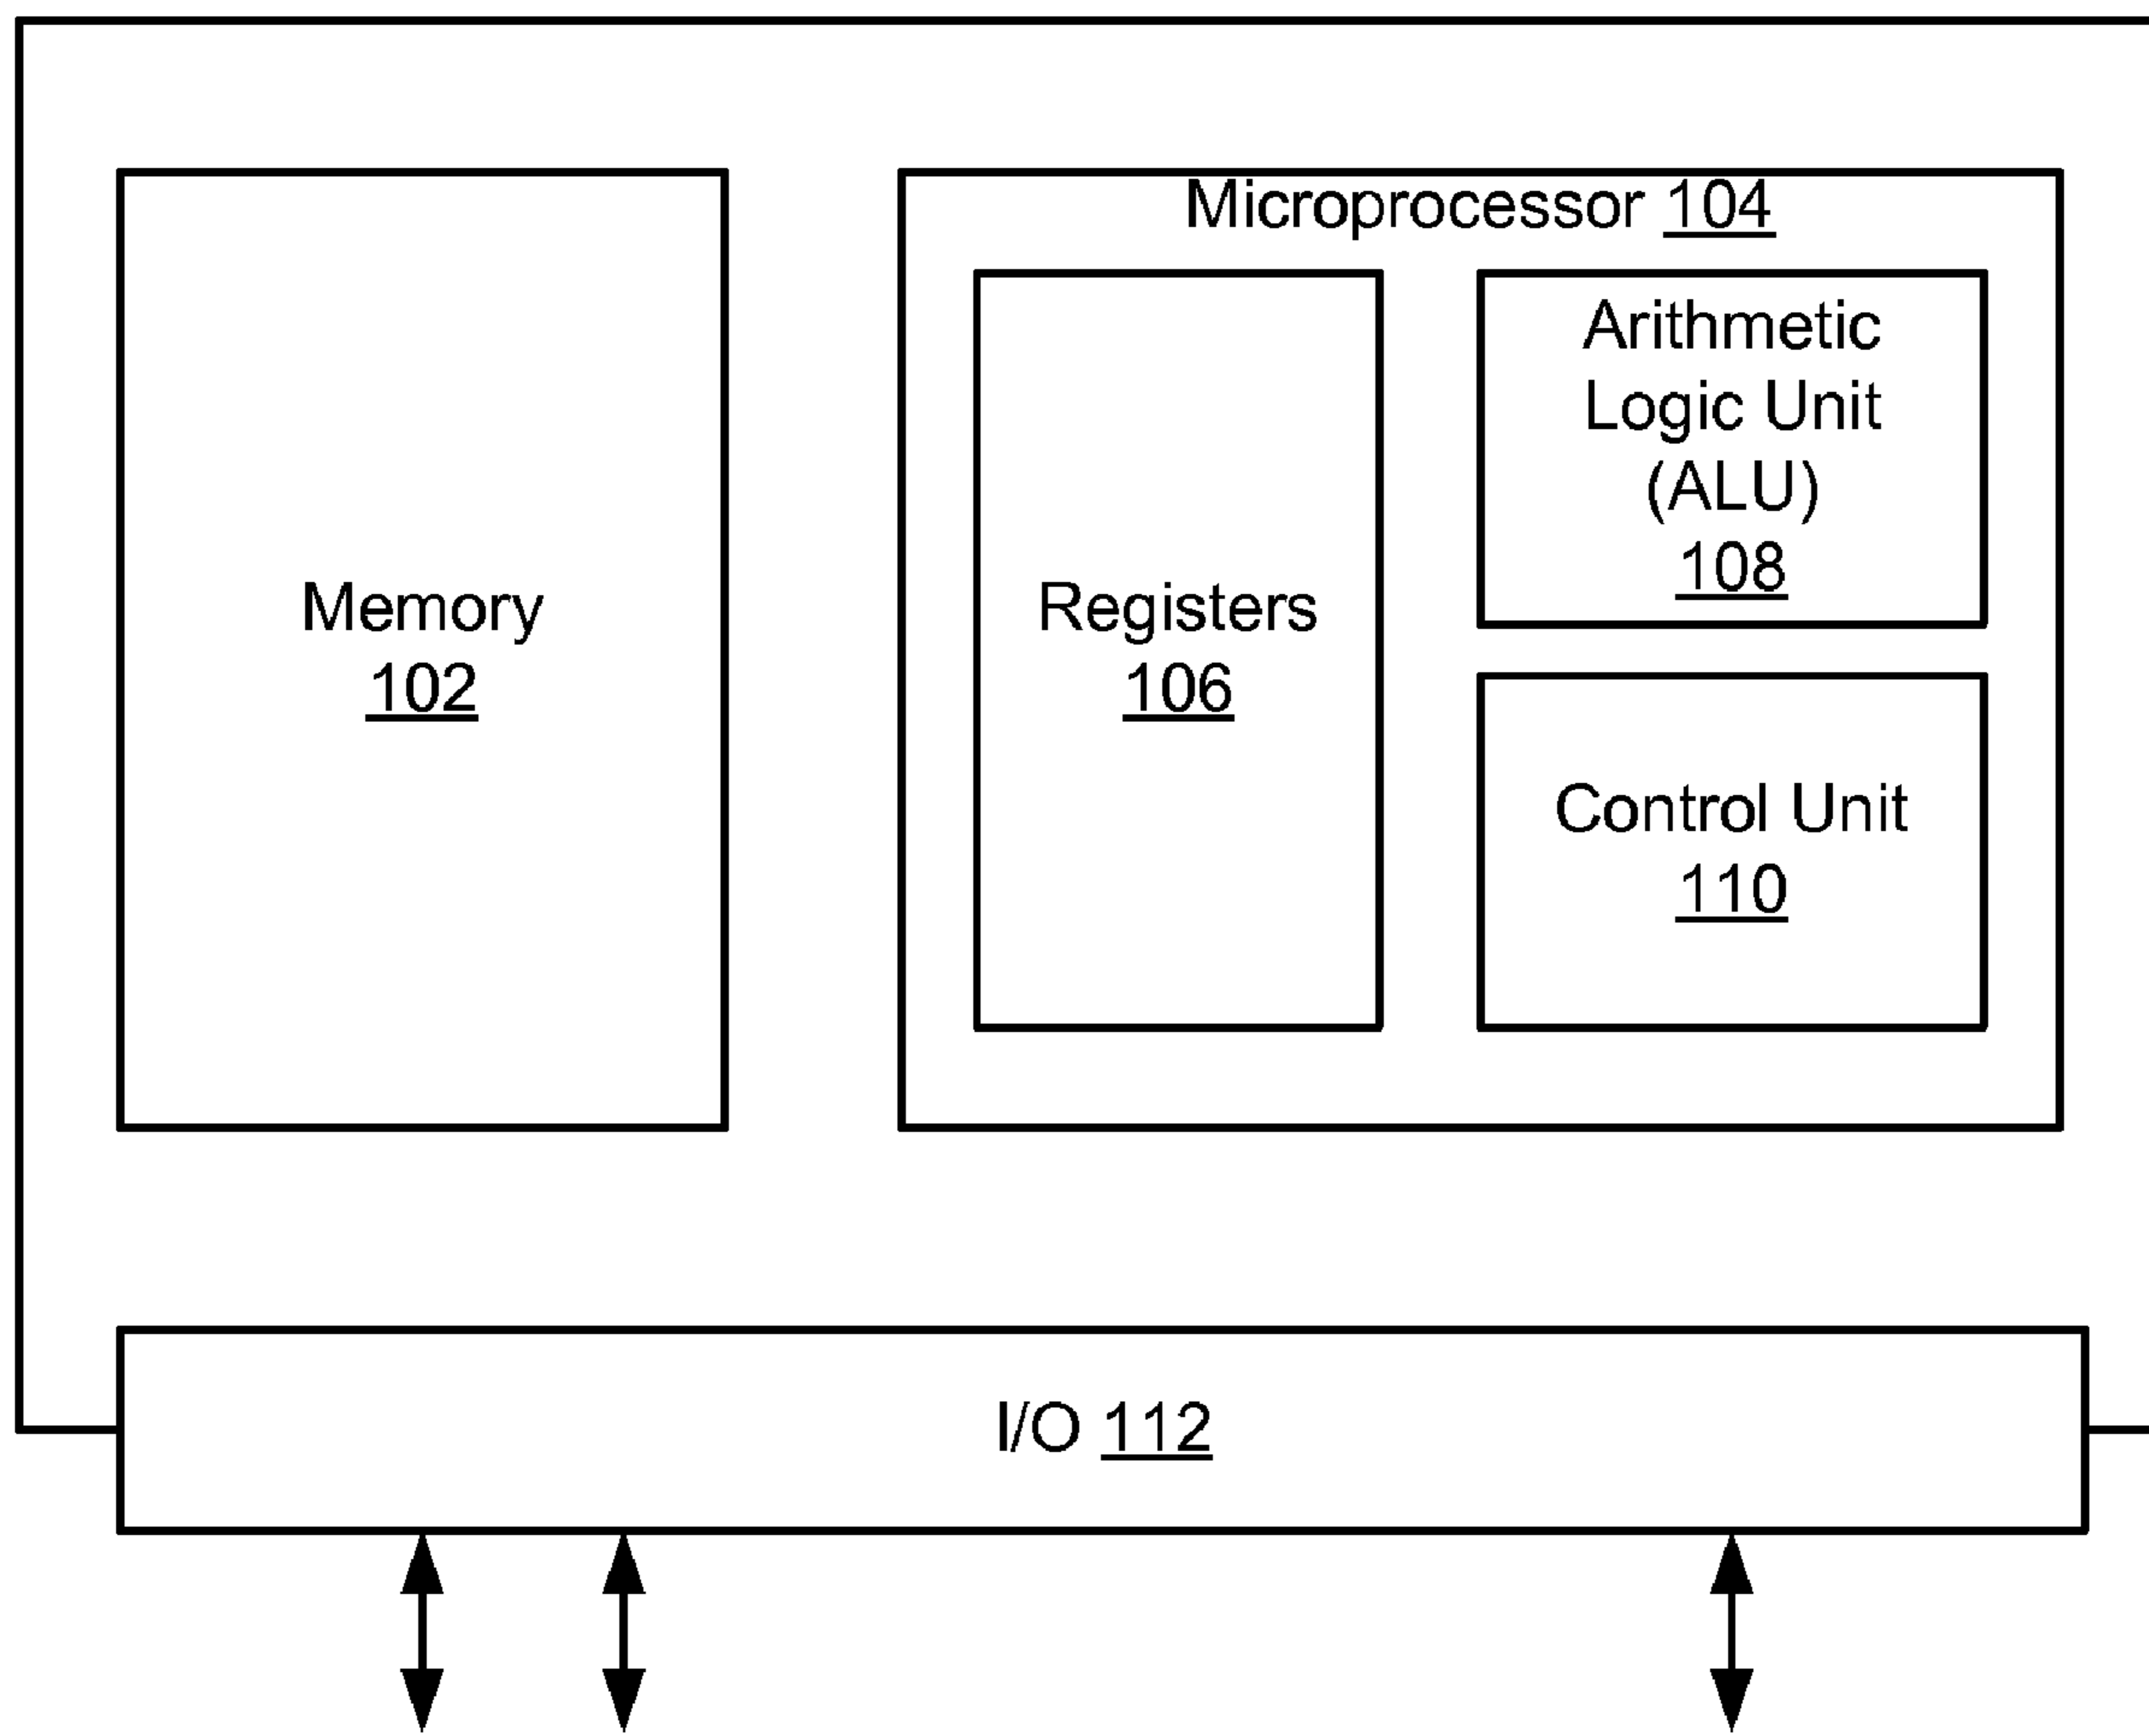 Microprocessor 104
Arithmetic
Logic Unit
(ALU)
108
Memory
102
Registers
106
Control Unit
110
I/O 112